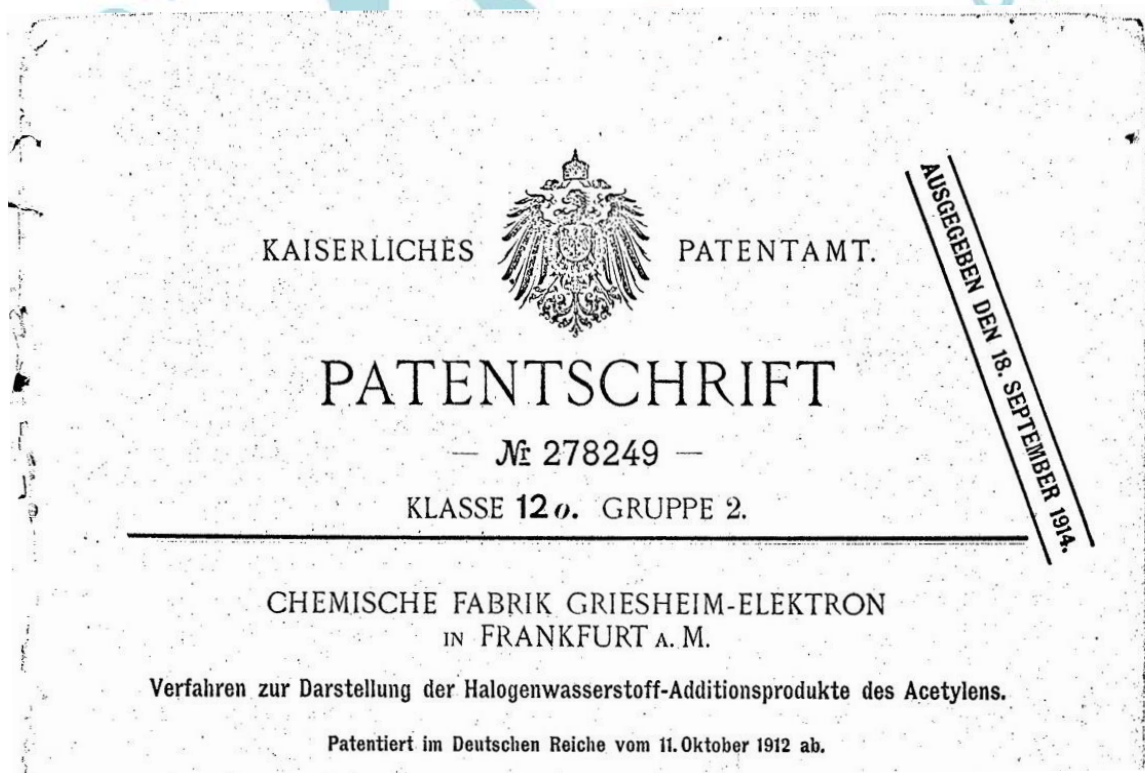 KAISERLICHES PATENTAMT.
PATENTSCHRIFT
— № 278249 —
KLASSE 12o. GRUPPE 2.
AUSGEGEBEN DEN 18. SEPTEMBER 1914.
CHEMISCHE FABRIK GRIESHEIM-ELEKTRON
IN FRANKFURT A. M.
Verfahren zur Darstellung der Halogenwasserstoff-Additionsprodukte des Acetylens.
Patentiert im Deutschen Reiche vom 11. Oktober 1912 ab.